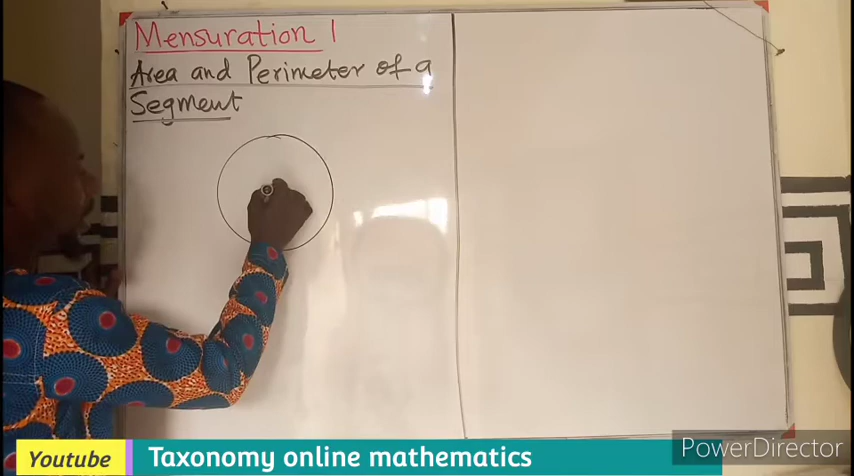 Mensuration 1
Area and Perimeter of a
Segment
Youtube
Taxonomy online mathematics
PowerDirector